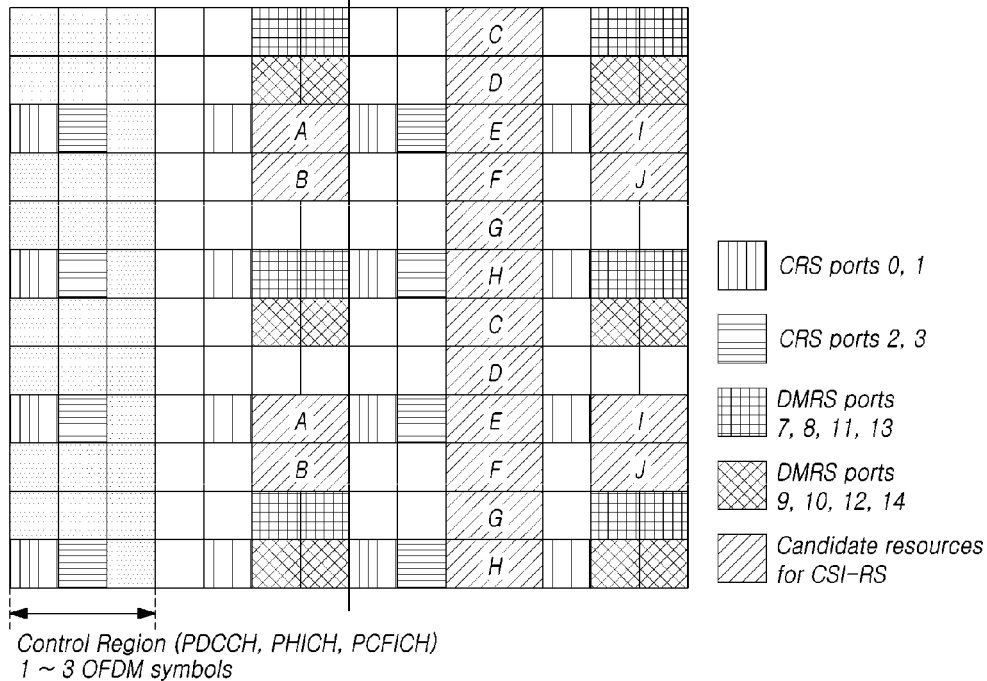 C
D
A E I
B F J
G
H
C
D
A E I
B F J
G
H
CRS ports 0, 1
CRS ports 2, 3
DMRS ports
7, 8, 11, 13
DMRS ports
9, 10, 12, 14
Candidate resources
for CSI-RS
Control Region (PDCCH, PHICH, PCFICH)
1 ~ 3 OFDM symbols